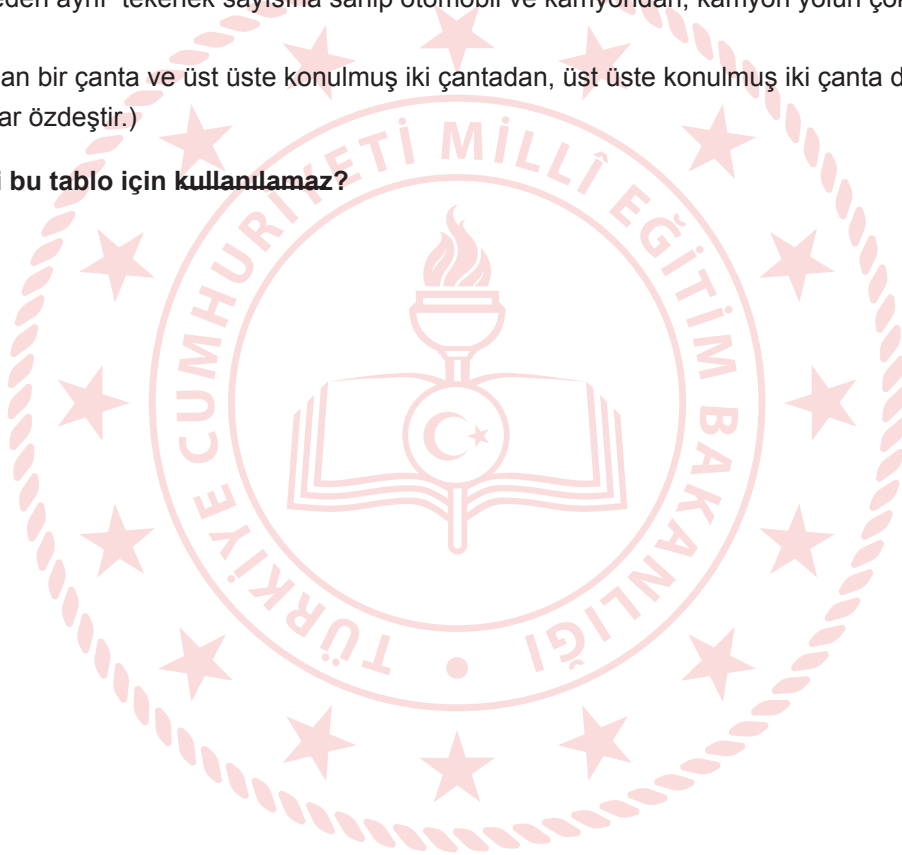 aynı tekerlek sayısına sahip otomobil ve kamyondan, kamyon yolun
an bir çanta ve üst üste konulmuş iki çantadan, üst üste konulmuş iki çanta d
ar özdeştir.)
i bu tablo için kullanılamaz?
TÜRKİYE CUMHURİYETİ MİLLÎ EĞİTİM BAKANLIĞI